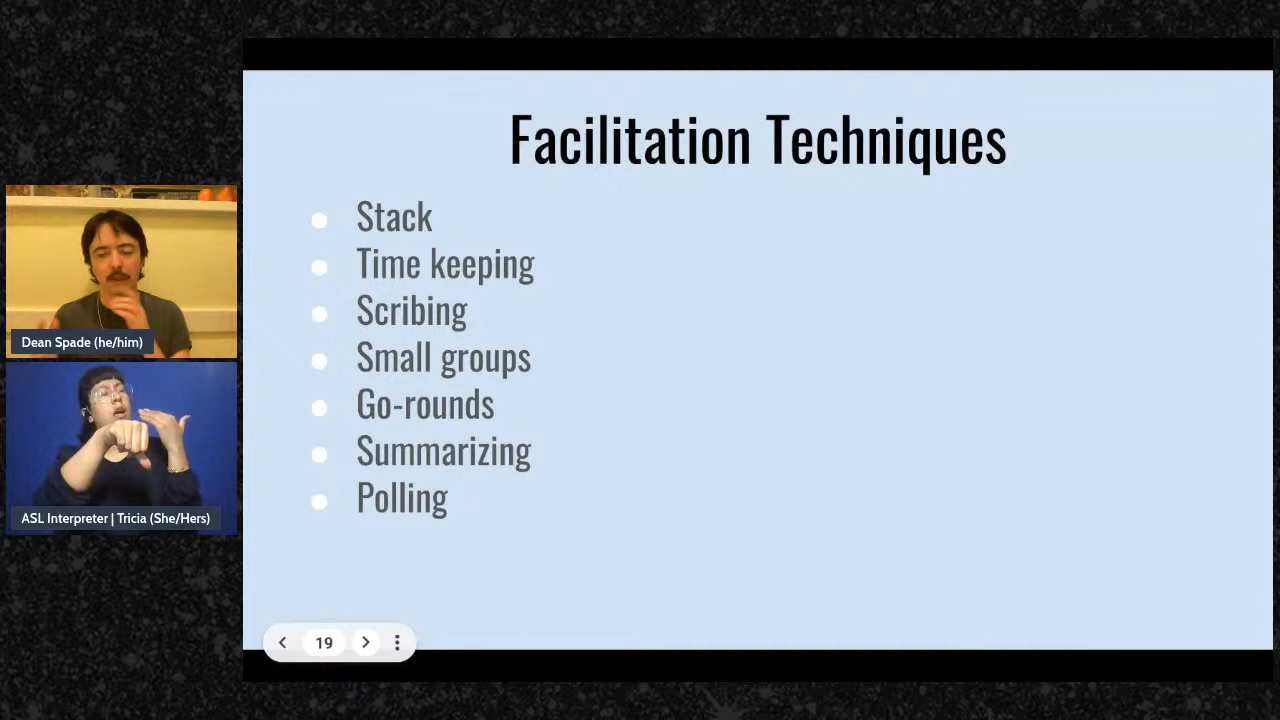 Facilitation Techniques
Stack
Time keeping
Scribing
Small groups
Go-rounds
Summarizing
Polling
Dean Spade (he/him)
ASL Interpreter | Tricia (She/Hers)
19